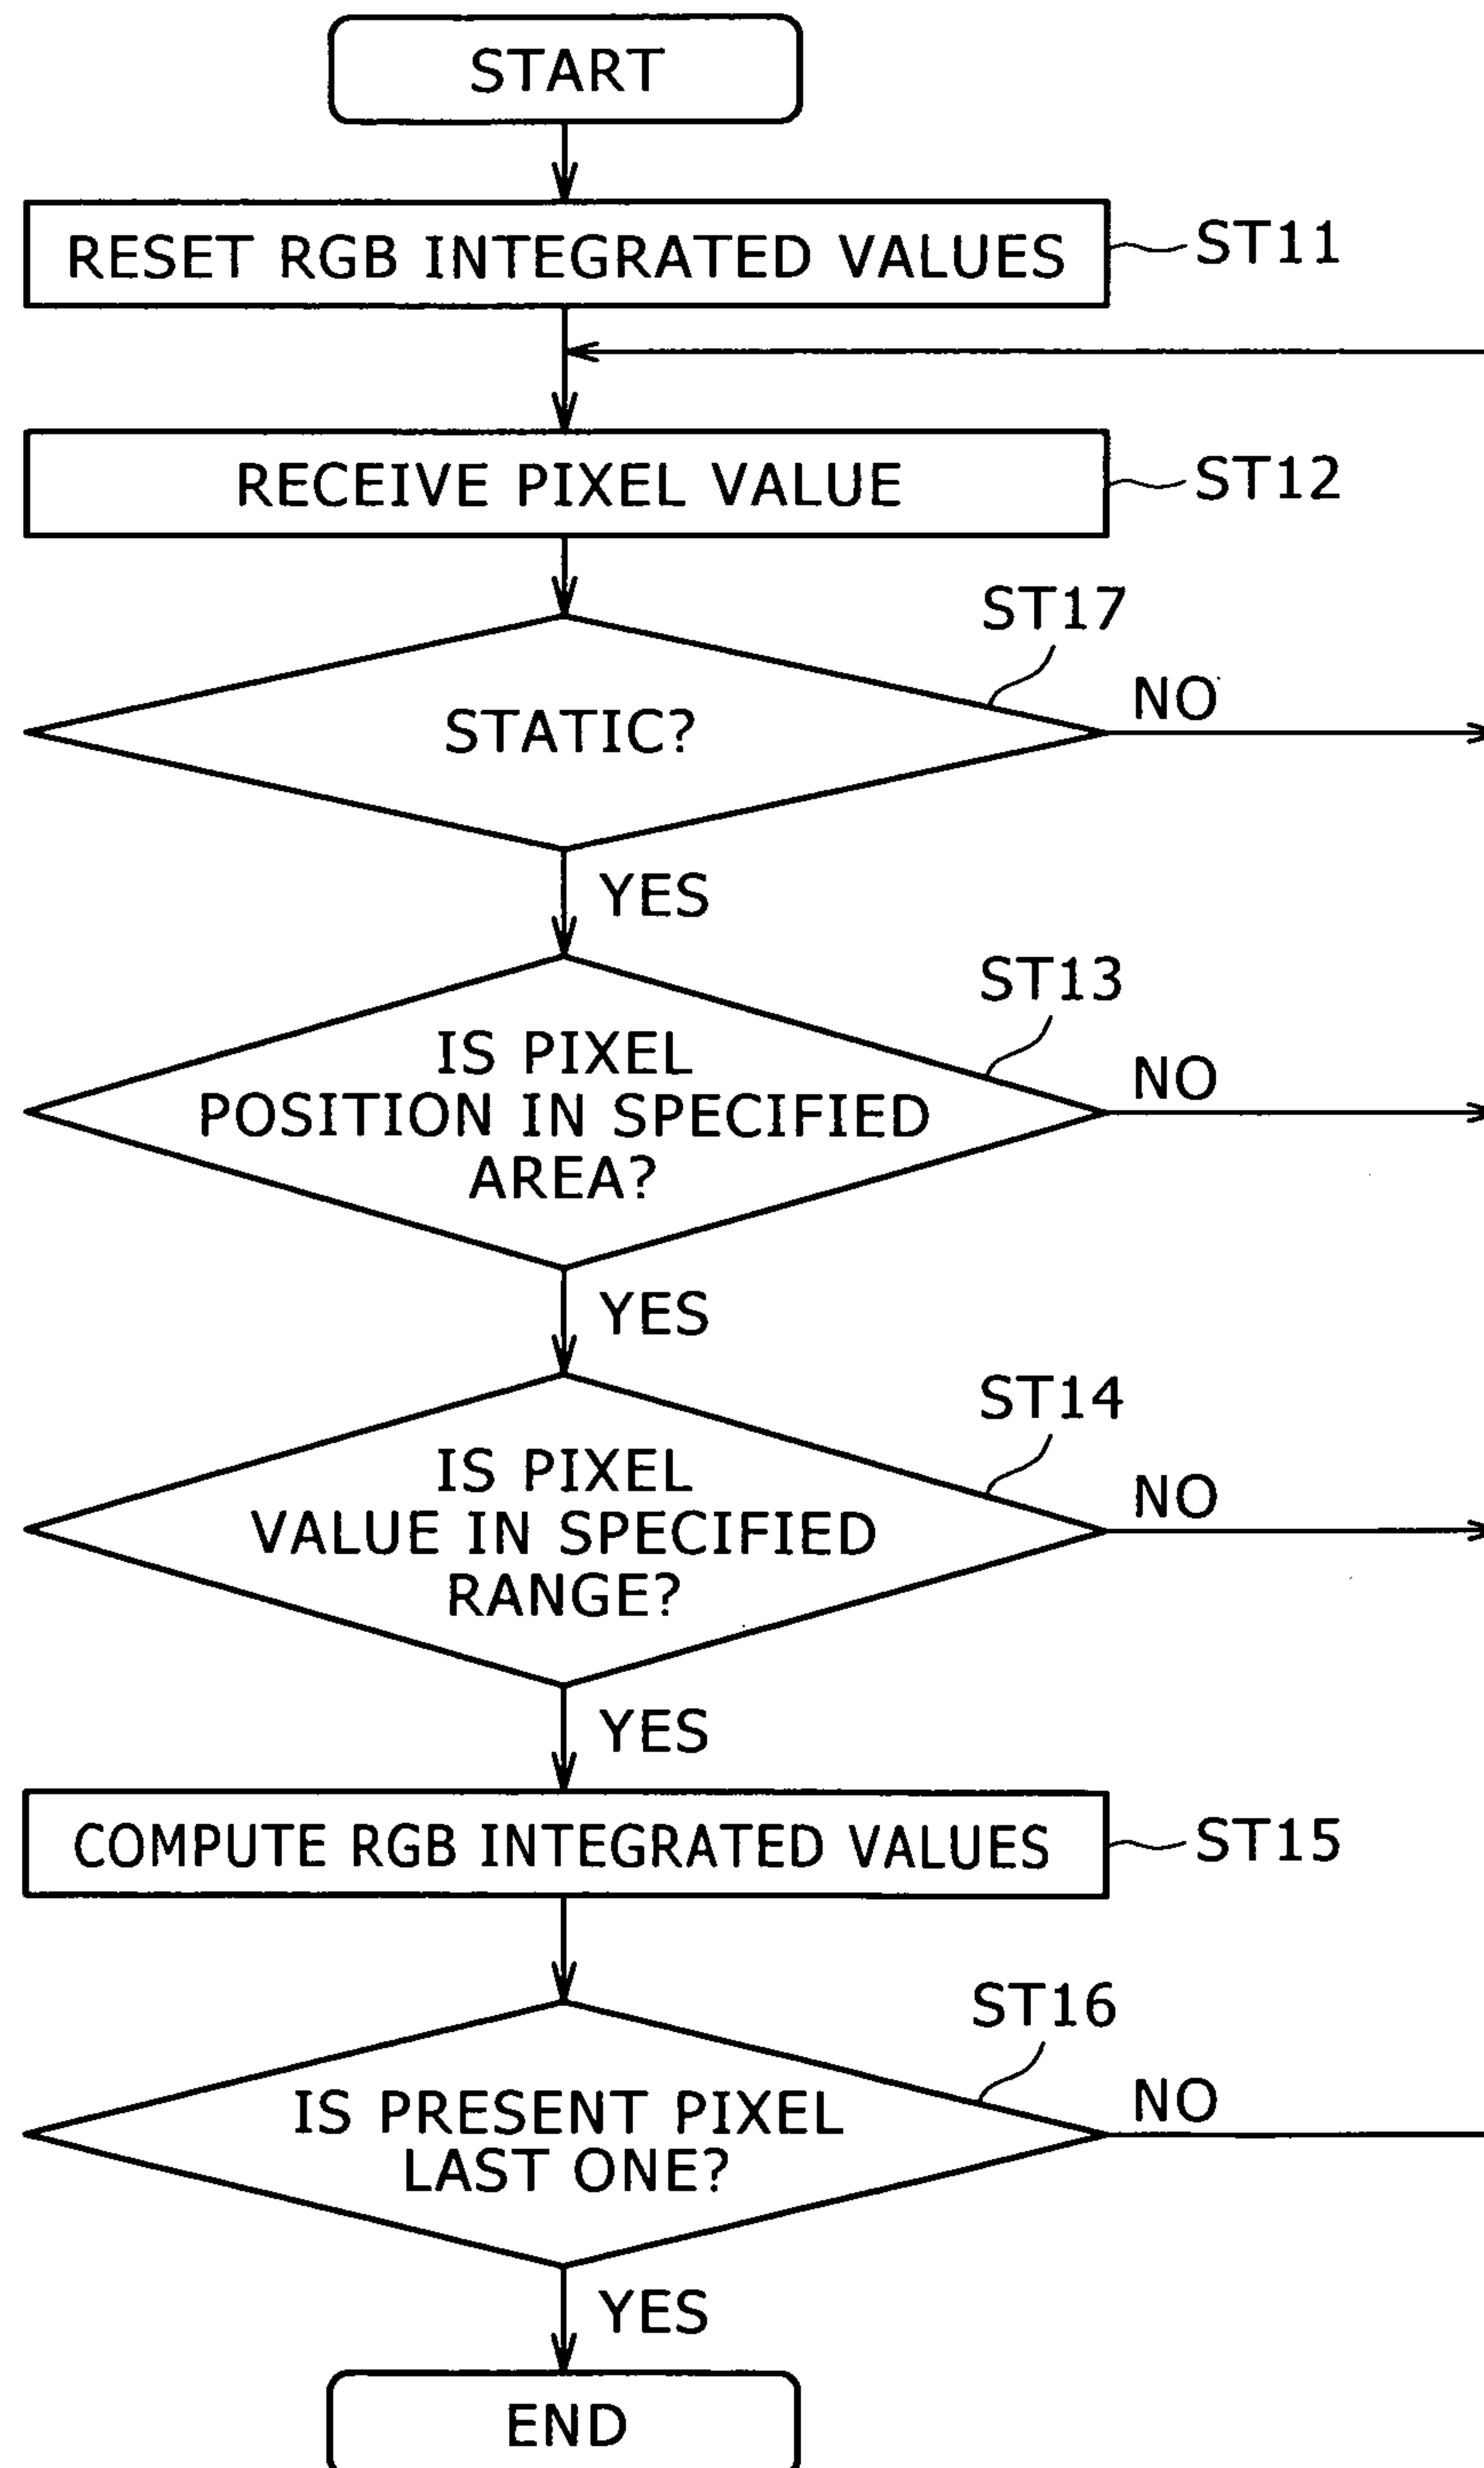 START
RESET RGB INTEGRATED VALUES
ST11
RECEIVE PIXEL VALUE
ST12
ST17
STATIC?
NO
YES
ST13
IS PIXEL
POSITION IN SPECIFIED
AREA?
NO
YES
ST14
IS PIXEL
VALUE IN SPECIFIED
RANGE?
NO
YES
COMPUTE RGB INTEGRATED VALUES
ST15
ST16
IS PRESENT PIXEL
LAST ONE?
NO
YES
END